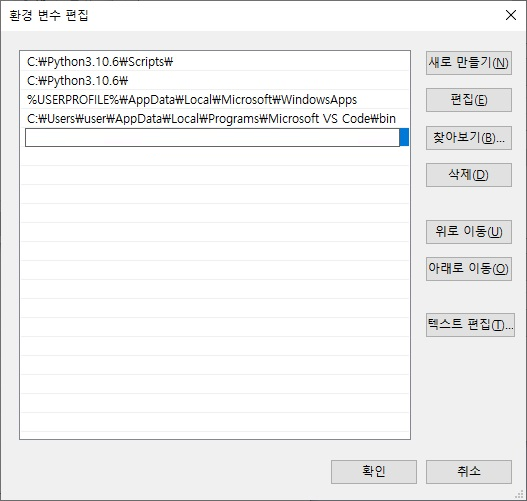 환경 변수 편집
C:₩Python3.10.6₩Scripts₩
C:₩Python3.10.6₩
%USERPROFILE%₩AppData₩Local₩Microsoft₩WindowsApps
C:₩Users₩user₩AppData₩Local₩Programs₩Microsoft VS Code₩bin
새로 만들기(N)
편집(E)
찾아보기(B)...
삭제(D)
위로 이동(U)
아래로 이동(O)
텍스트 편집(T)...
확인
취소